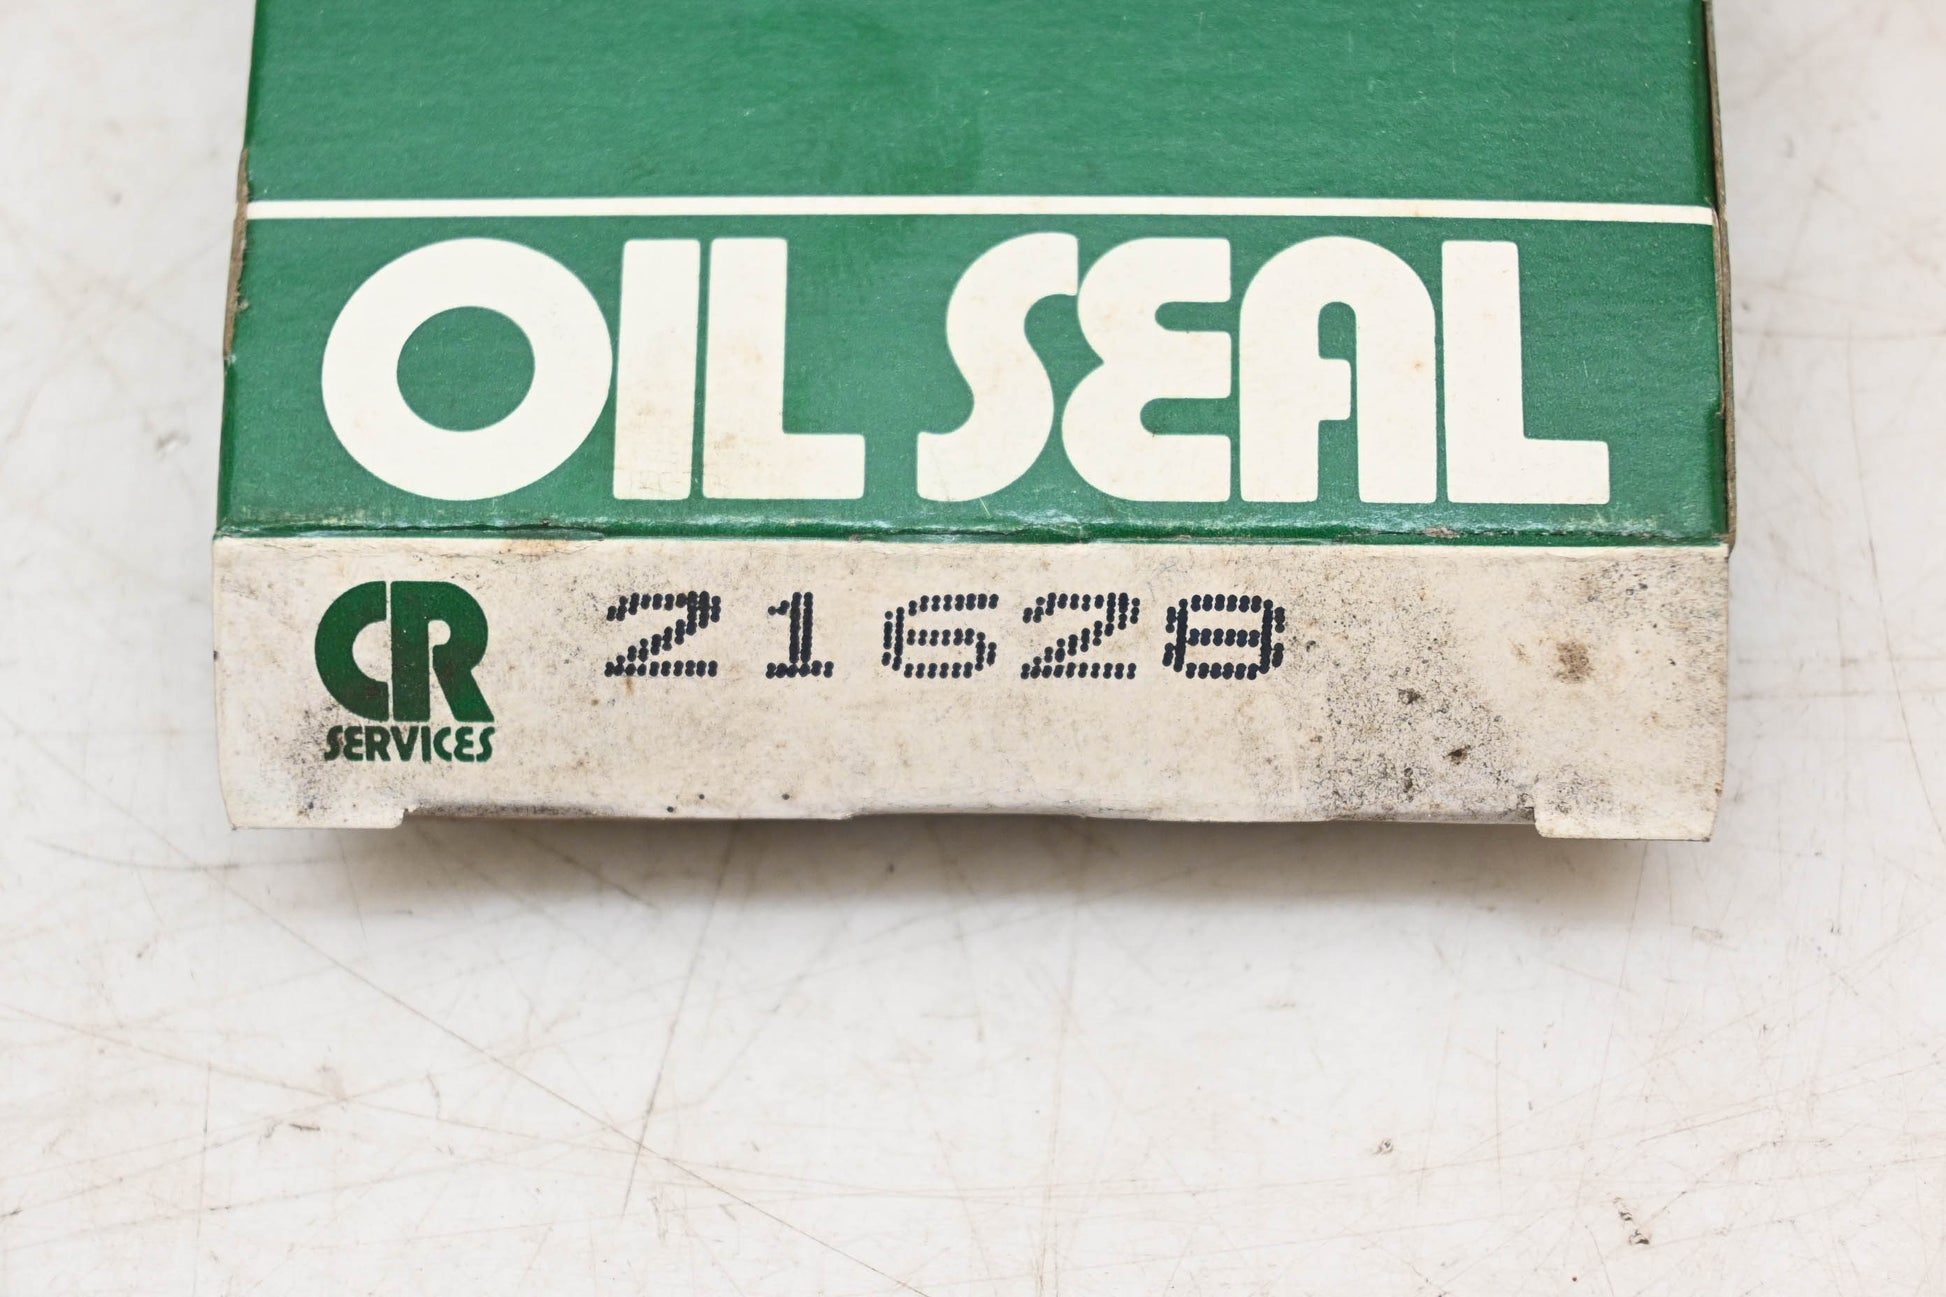 OIL SEAL
CR 21628
SERVICES